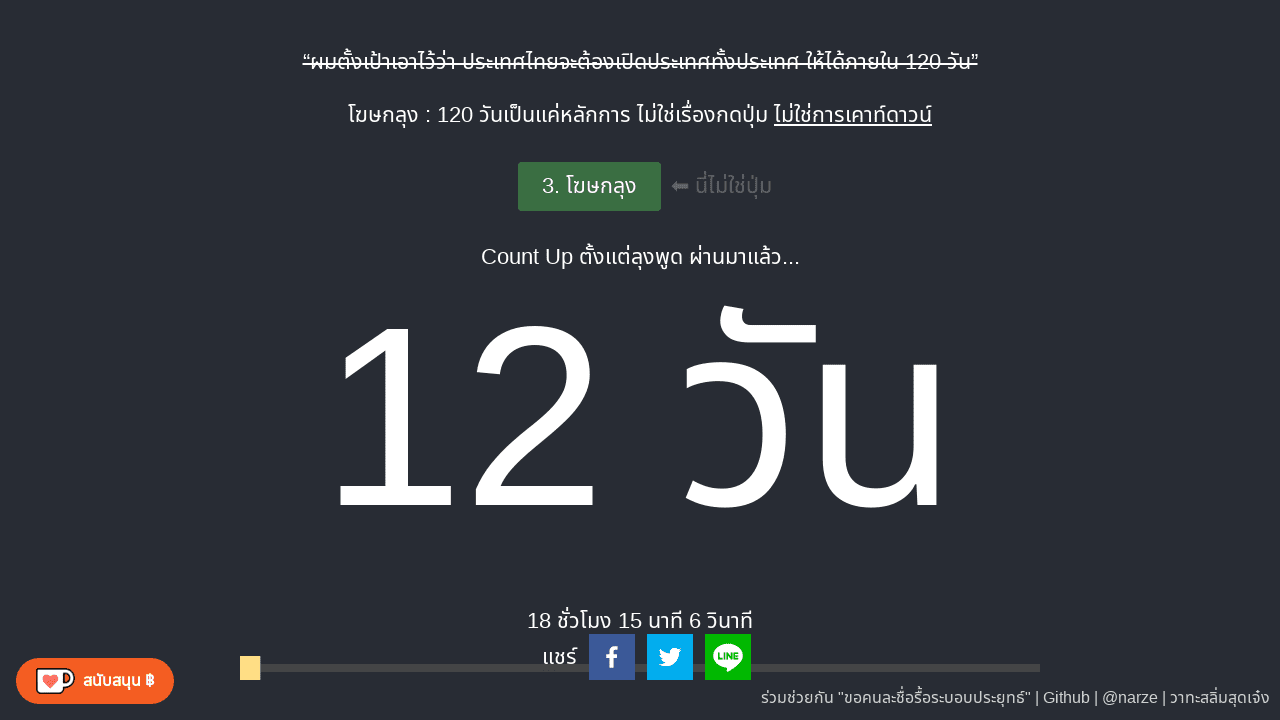 “ผมตั้งเป้าเอาไว้ว่า ประเทศไทยจะต้องเปิดประเทศทั้งประเทศ ให้ได้ภายใน 120 วัน”
โฆษกลุง : 120 วันเป็นแค่หลักการ ไม่ใช่เรื่องกดปุ่ม ไม่ใช่การเคาท์ดาวน์
3. โฆษกลุง ⬅ นี่ไม่ใช่ปุ่ม
Count Up ตั้งแต่ลุงพูด ผ่านมาแล้ว...
12 วัน
18 ชั่วโมง 15 นาที 6 วินาที
แชร์ LINE
สนับสนุน ฿
ร่วมช่วยกัน "ขอคนละชื่อรื้อระบอบประยุทธ์" | Github | @narze | วาทะสลิ่มสุดเจ๋ง